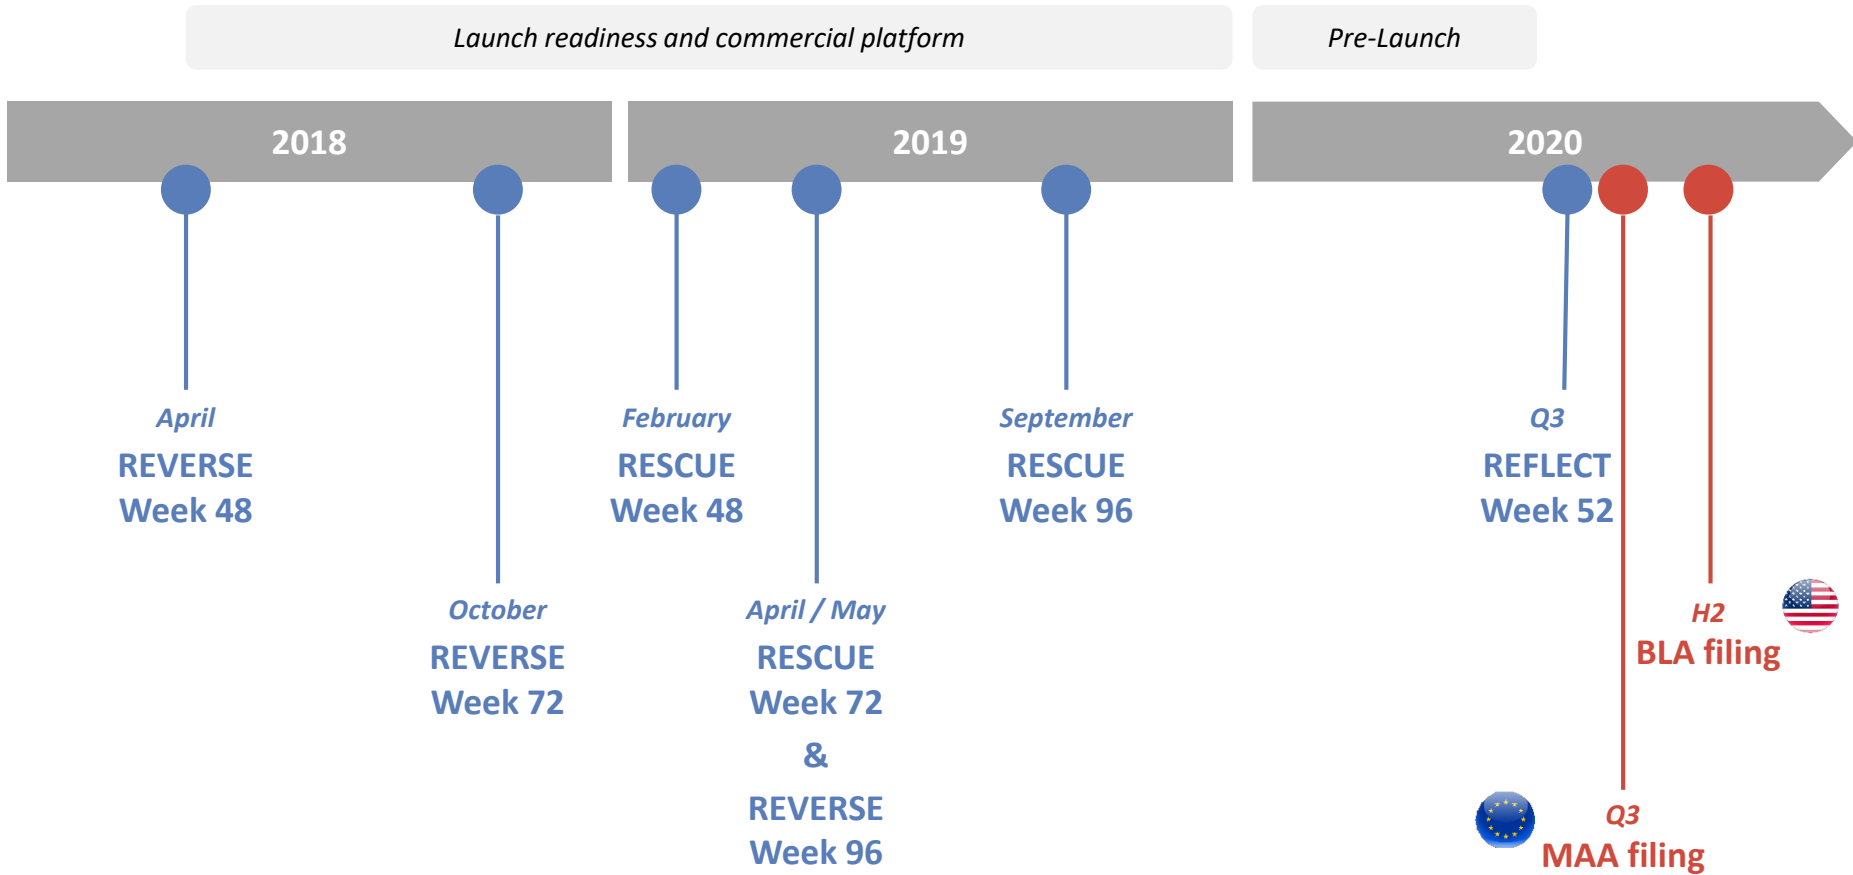 Launch readiness and commercial platform
Pre-Launch
2018
2019
2020
April
REVERSE
Week 48
October
REVERSE
Week 72
February
RESCUE
Week 48
April / May
RESCUE
Week 72
&
REVERSE
Week 96
September
RESCUE
Week 96
Q3
REFLECT
Week 52
Q3
MAA filing
H2
BLA filing